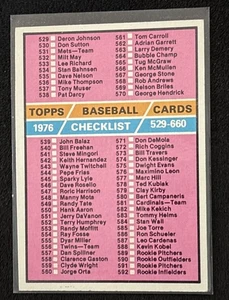 529 Deron Johnson
530 Don Sutton
531 Mets—Team
532 Milt May
533 Lee Richard
534 Stan Bahnsen
535 Dave Nelson
536 Mike Thompson
537 Tony Muser
538 Pat Darcy
561 Tom Carroll
562 Adrian Garrett
563 Larry Demery
564 Bubble Champ
565 Tug McGraw
566 Ken McMullen
567 George Stone
568 Rob Andrews
569 Nelson Briles
570 George Hendrick
TOPPS BASEBALL CARDS
1976 CHECKLIST 529-660
539 John Balaz
540 Bill Freehan
541 Steve Mingori
542 Keith Hernandez
543 Wayne Twitchell
544 Pepe Frias
545 Sparky Lyle
546 Dave Rosello
547 Roric Harrison
548 Manny Mota
549 Randy Tate
550 Hank Aaron
551 Jerry DaVanon
552 Terry Humphrey
553 Randy Moffitt
554 Ray Fosse
555 Dyar Miller
556 Twins—Team
557 Dan Spillner
558 Clarence Gaston
559 Clyde Wright
560 Jorge Orta
571 Don DeMola
572 Rich Coggins
573 Bill Travers
574 Don Kessinger
575 Dwight Evans
576 Maximino Leon
577 Marc Hill
578 Ted Kubiak
579 Clay Kirby
580 Bert Campaneris
581 Cardinals—Team
582 Mike Kekich
583 Tommy Helms
584 Stan Wall
585 Joe Torre
586 Ron Schueler
587 Leo Cardenas
588 Kevin Kobel
589 Rookie Pitchers
590 Rookie Outfielders
591 Rookie Pitchers
592 Rookie Infielders